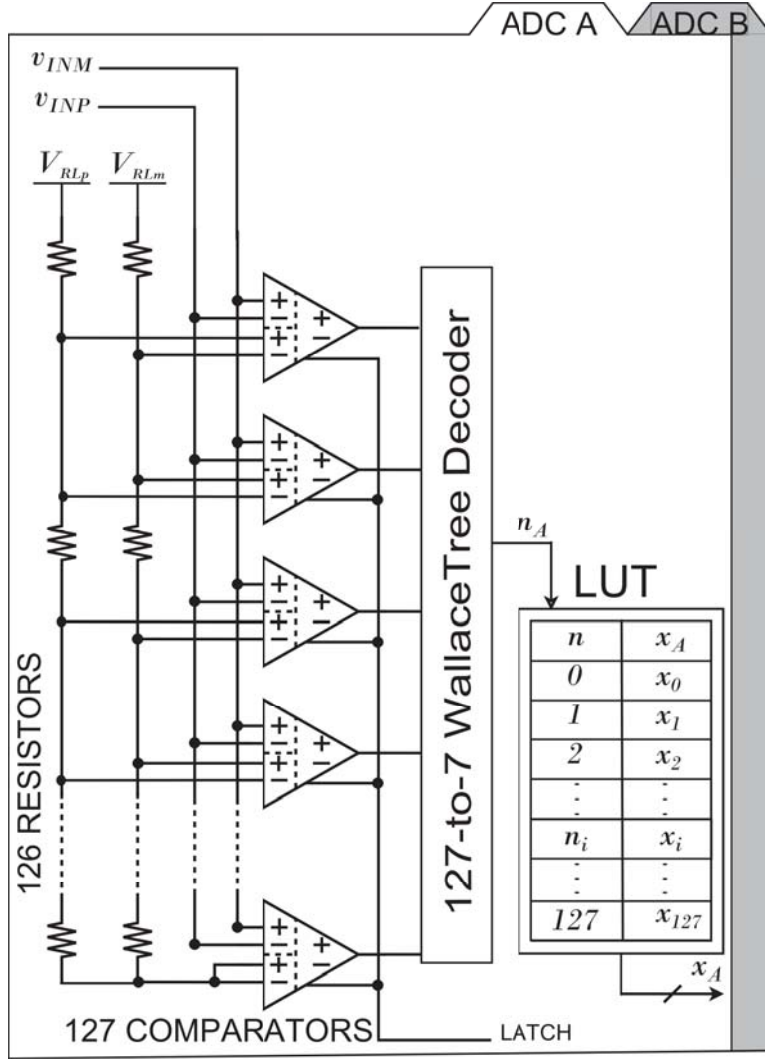 ADC A
ADC B
v_INM
v_INP
V_RLp
V_RLm
+
−
+
−
+
−
+
−
+
−
+
−
+
−
+
−
+
−
+
−
+
−
+
−
+
−
+
−
+
−
127-to-7 WallaceTree Decoder
n_A
LUT
n x_A
0 x_0
1 x_1
2 x_2
⋮ ⋮
n_i x_i
⋮ ⋮
127 x_127
x_A
126 RESISTORS
127 COMPARATORS
LATCH